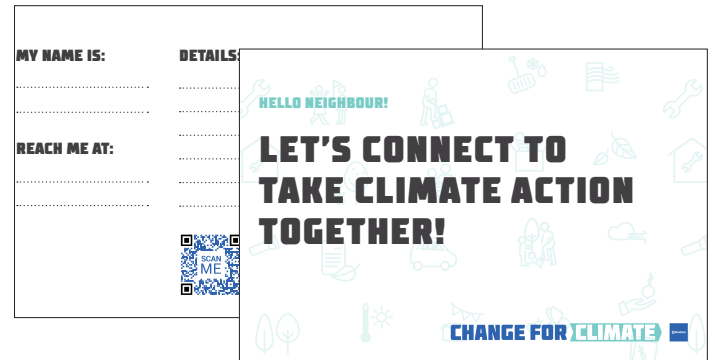 MY NAME IS:
DETAILS:
REACH ME AT:
SCAN
ME
HELLO NEIGHBOUR!
LET'S CONNECT TO
TAKE CLIMATE ACTION
TOGETHER!
CHANGE FOR CLIMATE